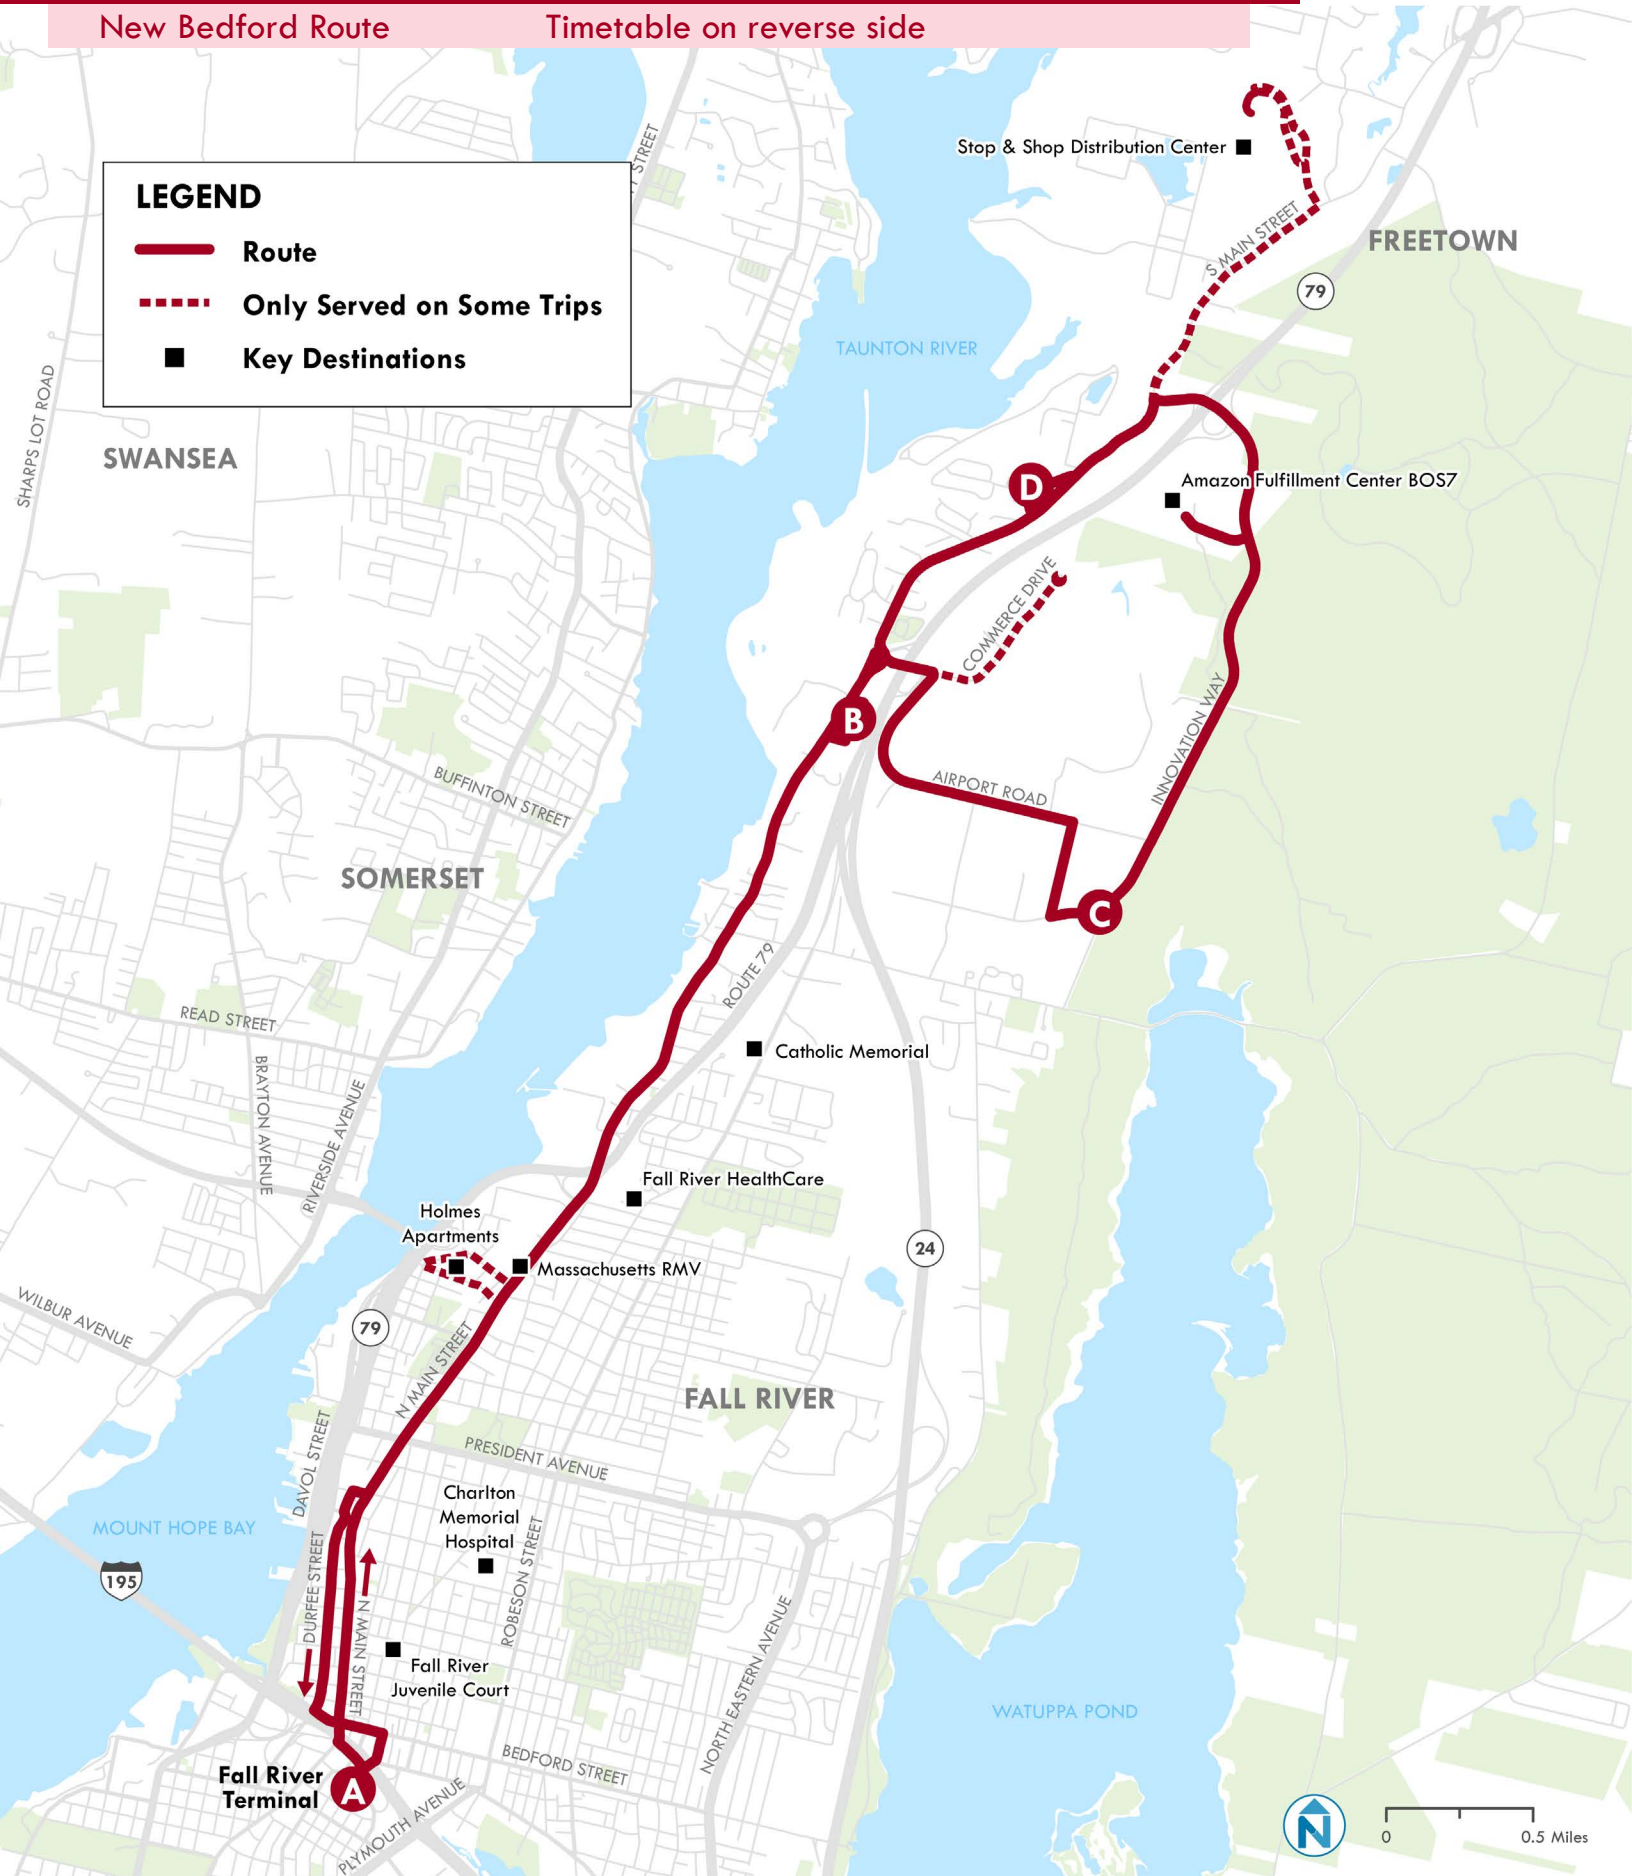 New Bedford Route
Timetable on reverse side
LEGEND
Route
Only Served on Some Trips
Key Destinations
STREET
Stop & Shop Distribution Center
S MAIN STREET
FREETOWN
79
TAUNTON RIVER
SHARPS LOT ROAD
SWANSEA
D
Amazon Fulfillment Center BOS7
COMMERCE DRIVE
B
INNOVATION WAY
AIRPORT ROAD
BUFFINTON STREET
SOMERSET
C
ROUTE 79
READ STREET
Catholic Memorial
BRAYTON AVENUE
RIVERSIDE AVENUE
Fall River HealthCare
Holmes
Apartments
24
Massachusetts RMV
WILBUR AVENUE
79
N MAIN STREET
FALL RIVER
DAVOL STREET
PRESIDENT AVENUE
Charlton
Memorial
Hospital
MOUNT HOPE BAY
195
DURFEE STREET
ROBESON STREET
N MAIN STREET
Fall River
Juvenile Court
NORTH EASTERN AVENUE
WATUPPA POND
BEDFORD STREET
Fall River
Terminal
A
PLYMOUTH AVENUE
N
0
0.5 Miles